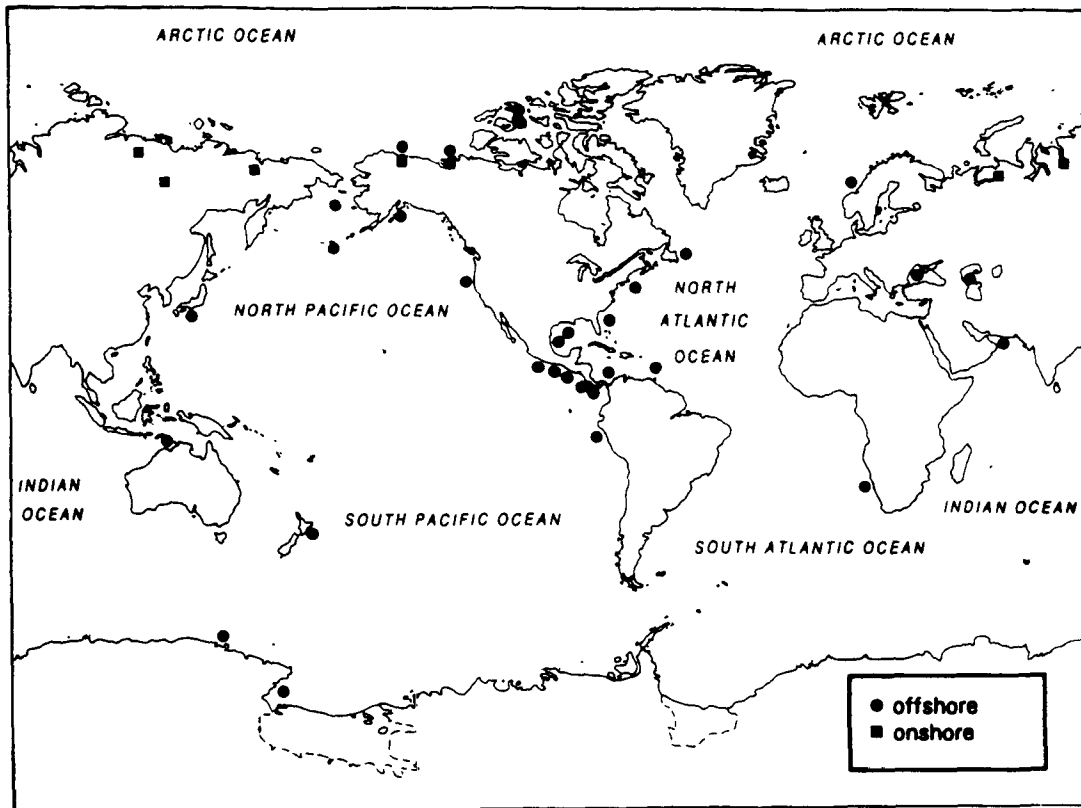 ARCTIC OCEAN
ARCTIC OCEAN
NORTH PACIFIC OCEAN
NORTH
ATLANTIC
OCEAN
INDIAN
OCEAN
SOUTH PACIFIC OCEAN
INDIAN OCEAN
SOUTH ATLANTIC OCEAN
offshore
onshore